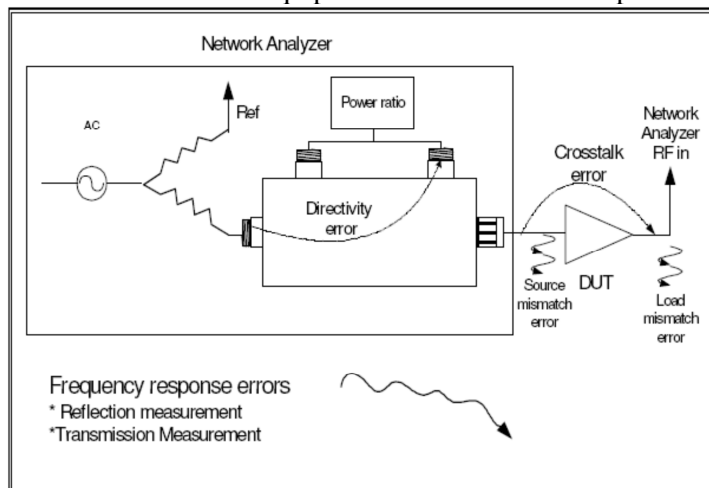 Network Analyzer
Power ratio
Ref
AC
Network
Analyzer
RF in
Crosstalk
error
Directivity
error
Source
mismatch
error
DUT
Load
mismatch
error
Frequency response errors
* Reflection measurement
*Transmission Measurement